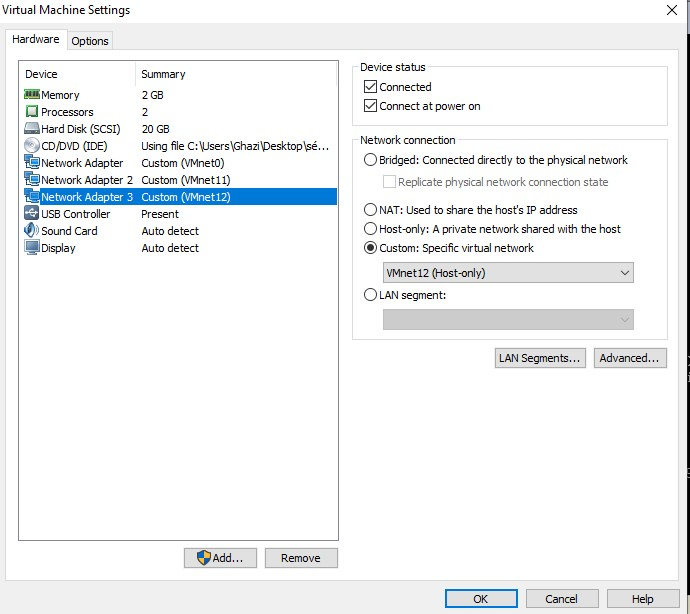 Virtual Machine Settings
Hardware Options
Device Summary
Memory 2 GB
Processors 2
Hard Disk (SCSI) 20 GB
CD/DVD (IDE) Using file C:\Users\Ghazi\Desktop\sé...
Network Adapter Custom (VMnet0)
Network Adapter 2 Custom (VMnet11)
Network Adapter 3 Custom (VMnet12)
USB Controller Present
Sound Card Auto detect
Display Auto detect
Add... Remove
Device status
Connected
Connect at power on
Network connection
Bridged: Connected directly to the physical network
Replicate physical network connection state
NAT: Used to share the host's IP address
Host-only: A private network shared with the host
Custom: Specific virtual network
VMnet12 (Host-only)
LAN segment:
LAN Segments... Advanced...
OK Cancel Help